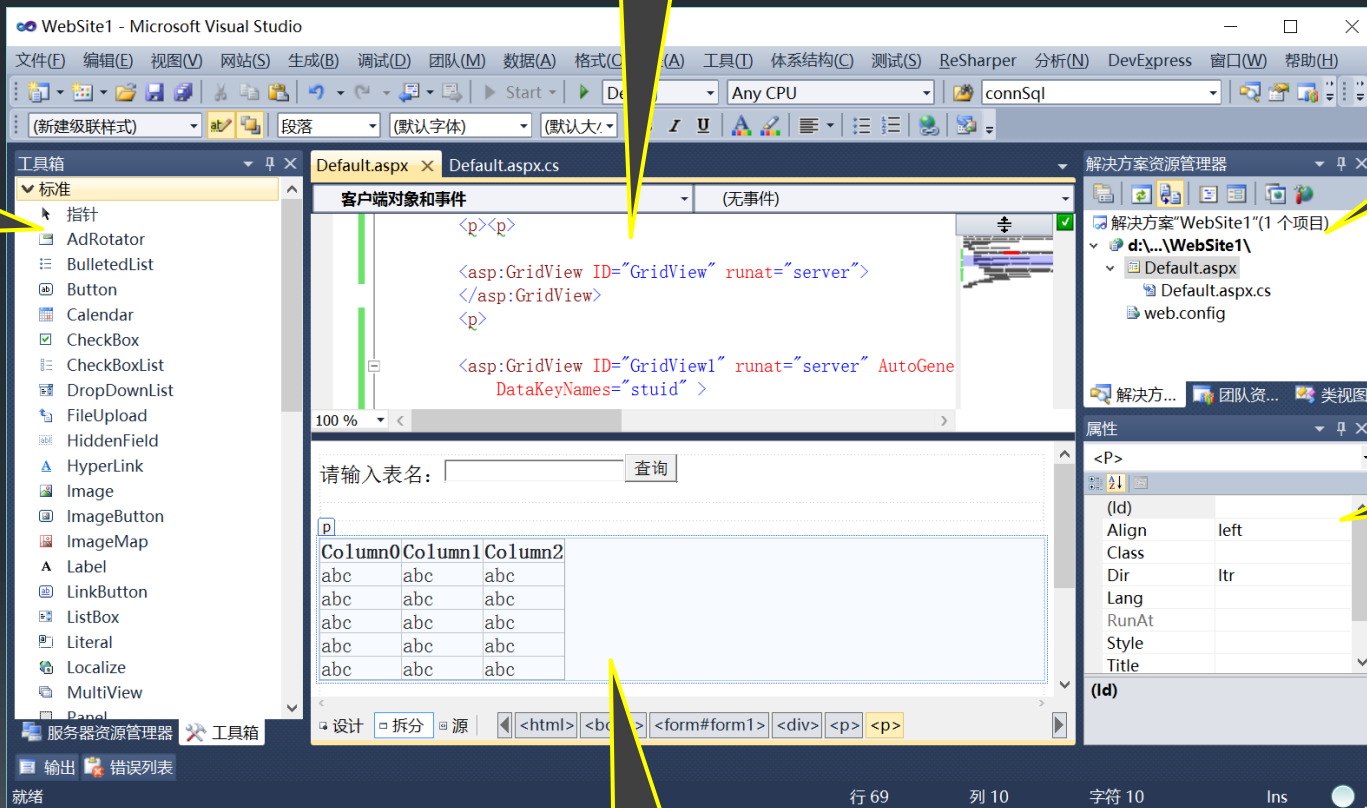 WebSite1 - Microsoft Visual Studio
文件(F) 编辑(E) 视图(V) 网站(S) 生成(B) 调试(D) 团队(M) 数据(A) 格式(O (A) 工具(T) 体系结构(C) 测试(S) ReSharper 分析(N) DevExpress 窗口(W) 帮助(H)
Start De Any CPU connSql
(新建级联样式) 段落 (默认字体) (默认大小 I U
工具箱
标准
指针
AdRotator
BulletedList
Button
Calendar
CheckBox
CheckBoxList
DropDownList
FileUpload
HiddenField
HyperLink
Image
ImageButton
ImageMap
Label
LinkButton
ListBox
Literal
Localize
MultiView
Panel
服务器资源管理器 工具箱
Default.aspx Default.aspx.cs
客户端对象和事件 (无事件)
<p><p>
<asp:GridView ID="GridView" runat="server">
</asp:GridView>
<p>
<asp:GridView ID="GridView1" runat="server" AutoGene
DataKeyNames="stuid" >
100 %
请输入表名: 查询
p
Column0 Column1 Column2
abc abc abc
abc abc abc
abc abc abc
abc abc abc
abc abc abc
设计 拆分 源 <html> <bo > <form#form1> <div> <p> <p>
解决方案资源管理器
解决方案"WebSite1"(1 个项目)
d:\...\WebSite1\
Default.aspx
Default.aspx.cs
web.config
解决方... 团队资... 类视图
属性
<P>
(Id)
Align left
Class
Dir ltr
Lang
RunAt
Style
Title
(Id)
输出 错误列表
就绪 行 69 列 10 字符 10 Ins